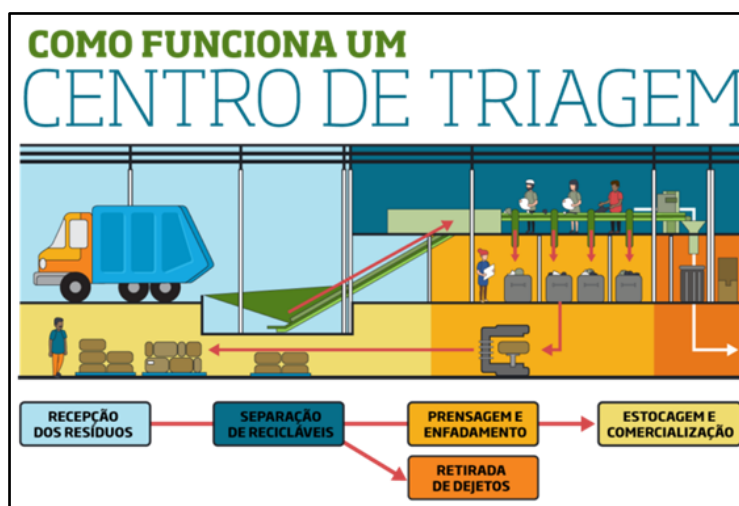 COMO FUNCIONA UM
CENTRO DE TRIAGEM
RECEPÇÃO
DOS RESÍDUOS
SEPARAÇÃO
DE RECICLÁVEIS
PRENSAGEM E
ENFADAMENTO
ESTOCAGEM E
COMERCIALIZAÇÃO
RETIRADA
DE DEJETOS